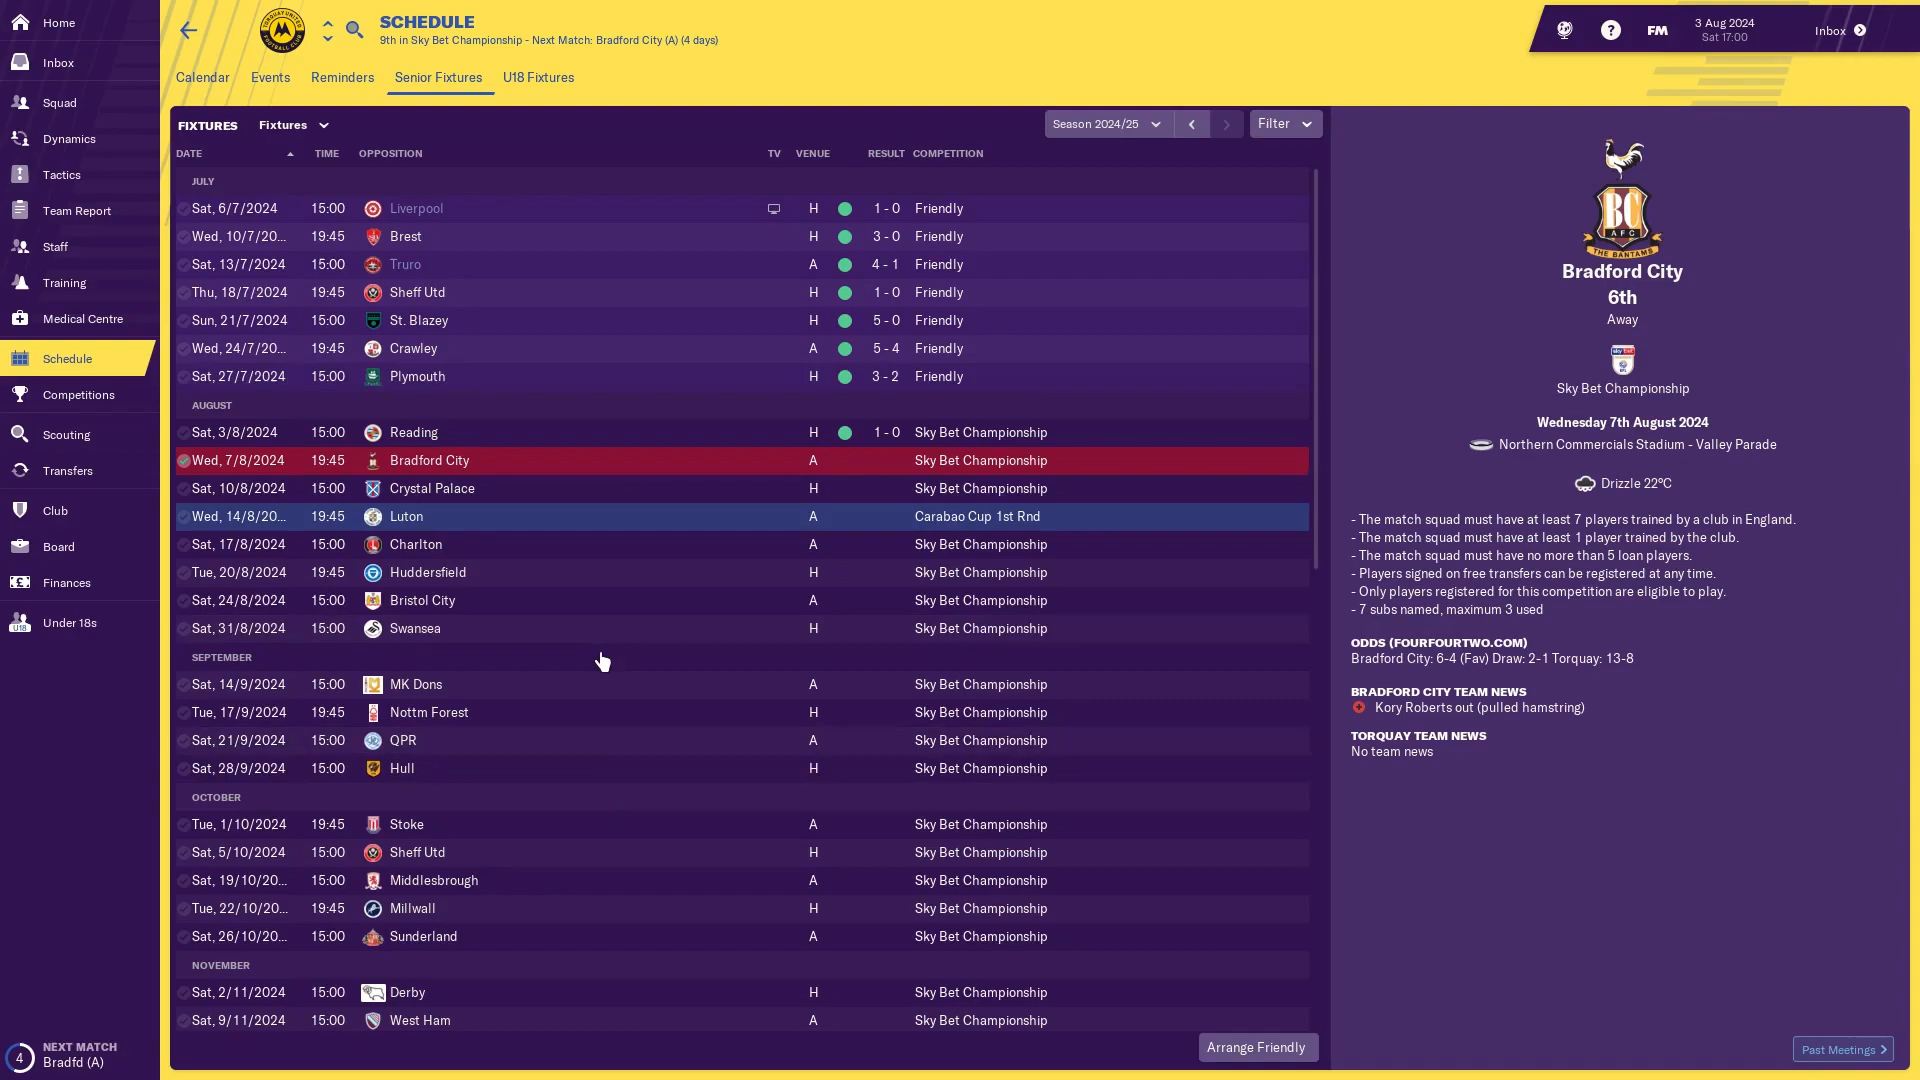 Home
Inbox
Squad
Dynamics
Tactics
Team Report
Staff
Training
Medical Centre
Schedule
Competitions
Scouting
Transfers
Club
Board
Finances
U18 Under 18s
4 NEXT MATCH
Bradfd (A)
SCHEDULE
9th in Sky Bet Championship - Next Match: Bradford City (A) (4 days)
? FM 3 Aug 2024 Inbox
Sat 17:00
Calendar Events Reminders Senior Fixtures U18 Fixtures
FIXTURES Fixtures Season 2024/25 Filter
DATE TIME OPPOSITION TV VENUE RESULT COMPETITION
JULY
Sat, 6/7/2024 15:00 Liverpool H 1 - 0 Friendly
Wed, 10/7/20... 19:45 Brest H 3 - 0 Friendly
Sat, 13/7/2024 15:00 Truro A 4 - 1 Friendly
Thu, 18/7/2024 19:45 Sheff Utd H 1 - 0 Friendly
Sun, 21/7/2024 15:00 St. Blazey H 5 - 0 Friendly
Wed, 24/7/20... 19:45 Crawley A 5 - 4 Friendly
Sat, 27/7/2024 15:00 Plymouth H 3 - 2 Friendly
AUGUST
Sat, 3/8/2024 15:00 Reading H 1 - 0 Sky Bet Championship
Wed, 7/8/2024 19:45 Bradford City A Sky Bet Championship
Sat, 10/8/2024 15:00 Crystal Palace H Sky Bet Championship
Wed, 14/8/20... 19:45 Luton A Carabao Cup 1st Rnd
Sat, 17/8/2024 15:00 Charlton A Sky Bet Championship
Tue, 20/8/2024 19:45 Huddersfield H Sky Bet Championship
Sat, 24/8/2024 15:00 Bristol City A Sky Bet Championship
Sat, 31/8/2024 15:00 Swansea H Sky Bet Championship
SEPTEMBER
Sat, 14/9/2024 15:00 MK Dons A Sky Bet Championship
Tue, 17/9/2024 19:45 Nottm Forest H Sky Bet Championship
Sat, 21/9/2024 15:00 QPR A Sky Bet Championship
Sat, 28/9/2024 15:00 Hull H Sky Bet Championship
OCTOBER
Tue, 1/10/2024 19:45 Stoke A Sky Bet Championship
Sat, 5/10/2024 15:00 Sheff Utd H Sky Bet Championship
Sat, 19/10/20... 15:00 Middlesbrough A Sky Bet Championship
Tue, 22/10/20... 19:45 Millwall H Sky Bet Championship
Sat, 26/10/20... 15:00 Sunderland A Sky Bet Championship
NOVEMBER
Sat, 2/11/2024 15:00 Derby H Sky Bet Championship
Sat, 9/11/2024 15:00 West Ham A Sky Bet Championship
Arrange Friendly
BC
AFC
THE BANTAMS
Bradford City
6th
Away
sky bet
EFL
Sky Bet Championship
Wednesday 7th August 2024
Northern Commercials Stadium - Valley Parade
Drizzle 22°C
- The match squad must have at least 7 players trained by a club in England.
- The match squad must have at least 1 player trained by the club.
- The match squad must have no more than 5 loan players.
- Players signed on free transfers can be registered at any time.
- Only players registered for this competition are eligible to play.
- 7 subs named, maximum 3 used
ODDS (FOURFOURTWO.COM)
Bradford City: 6-4 (Fav) Draw: 2-1 Torquay: 13-8
BRADFORD CITY TEAM NEWS
Kory Roberts out (pulled hamstring)
TORQUAY TEAM NEWS
No team news
Past Meetings